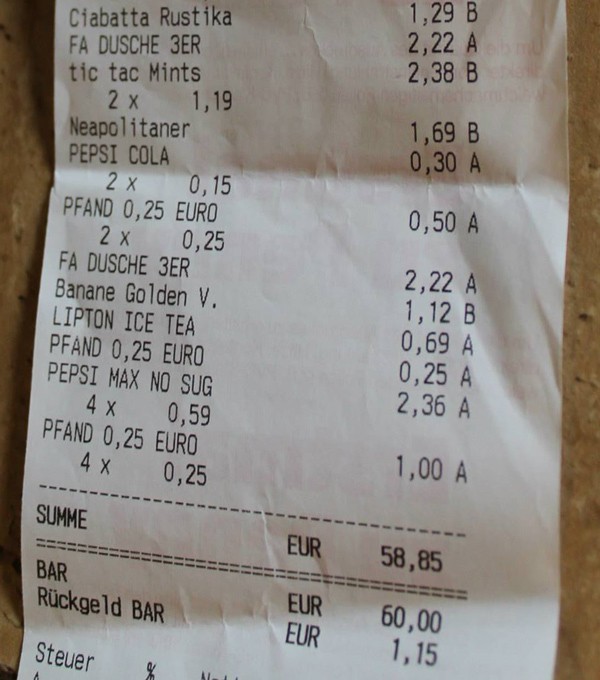 Ciabatta Rustika 1,29 B
FA DUSCHE 3ER 2,22 A
tic tac Mints 2,38 B
2 x 1,19
Neapolitaner 1,69 B
PEPSI COLA 0,30 A
2 x 0,15
PFAND 0,25 EURO 0,50 A
2 x 0,25
FA DUSCHE 3ER 2,22 A
Banane Golden V. 1,12 B
LIPTON ICE TEA 0,69 A
PFAND 0,25 EURO 0,25 A
PEPSI MAX NO SUG 2,36 A
4 x 0,59
PFAND 0,25 EURO 1,00 A
4 x 0,25
SUMME EUR 58,85
BAR EUR 60,00
Rückgeld BAR EUR 1,15
Steuer %